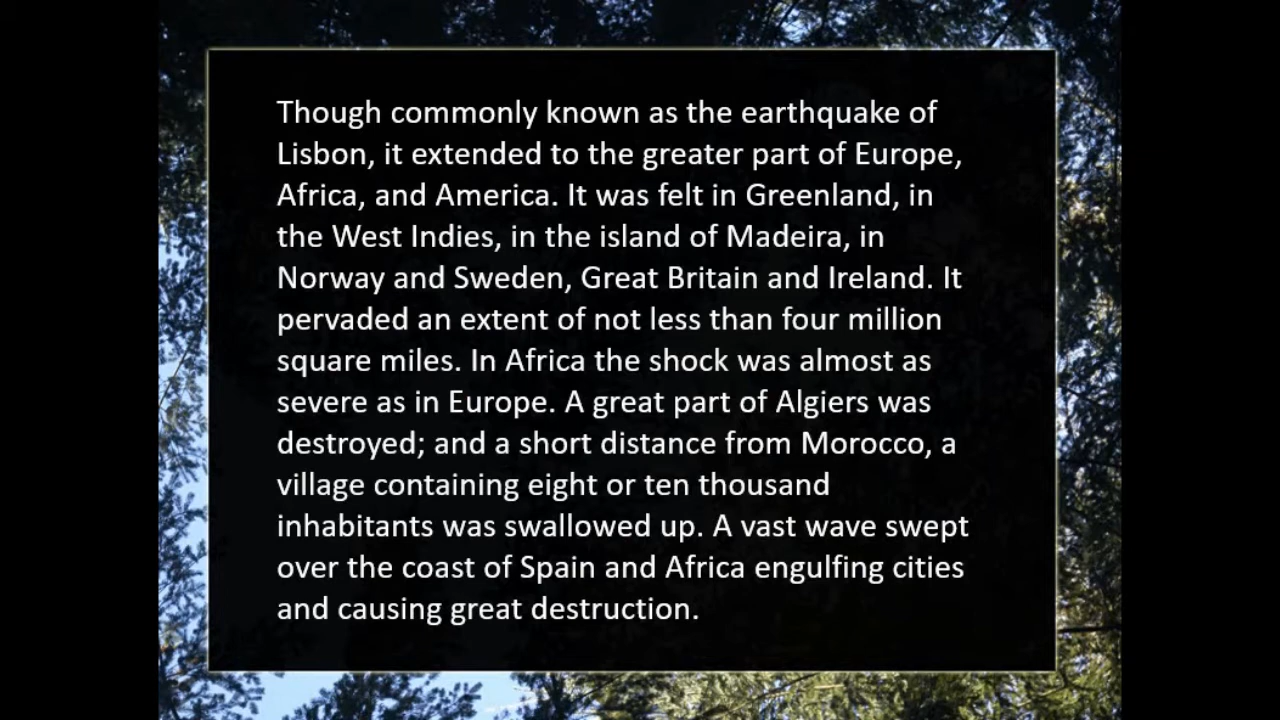 Though commonly known as the earthquake of
Lisbon, it extended to the greater part of Europe,
Africa, and America. It was felt in Greenland, in
the West Indies, in the island of Madeira, in
Norway and Sweden, Great Britain and Ireland. It
pervaded an extent of not less than four million
square miles. In Africa the shock was almost as
severe as in Europe. A great part of Algiers was
destroyed; and a short distance from Morocco, a
village containing eight or ten thousand
inhabitants was swallowed up. A vast wave swept
over the coast of Spain and Africa engulfing cities
and causing great destruction.